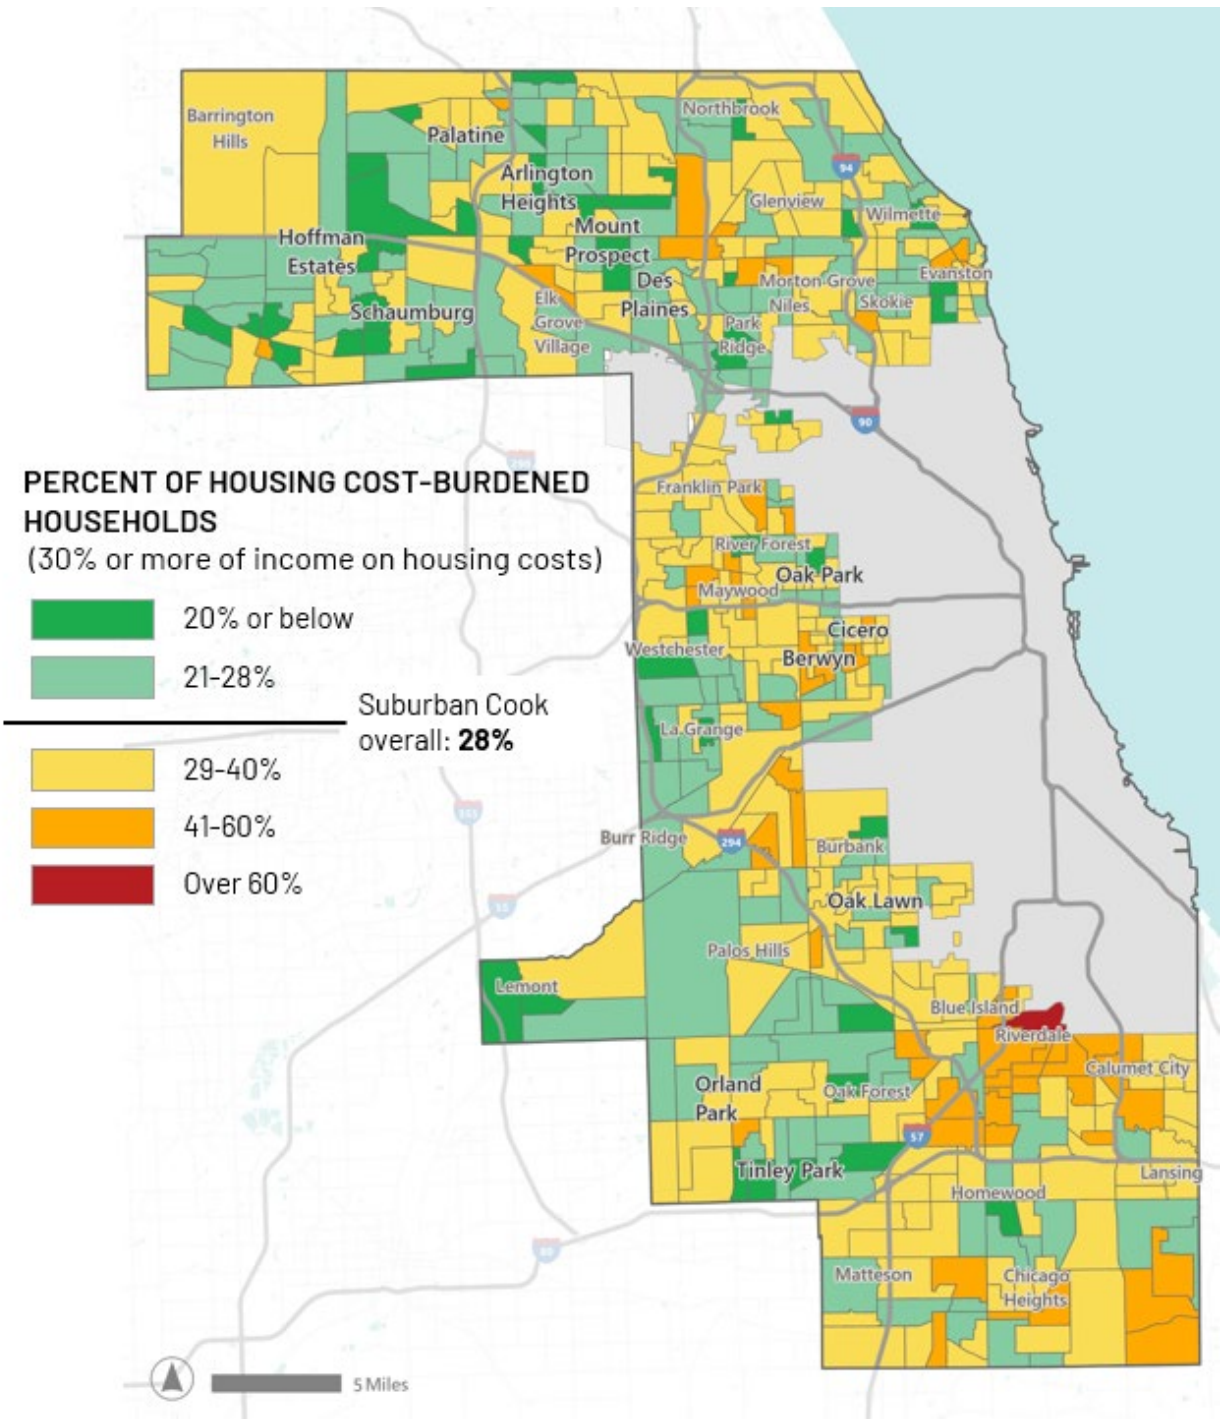 Barrington
Hills
Palatine
Northbrook
94
Arlington
Heights
Glenview
Wilmette
Mount
Prospect
Hoffman
Estates
Evanston
Des
Plaines
Morton Grove
Niles
Skokie
Elk
Grove
Village
Schaumburg
Park
Ridge
90
290
PERCENT OF HOUSING COST-BURDENED
HOUSEHOLDS
(30% or more of income on housing costs)
20% or below
21-28%
Suburban Cook
overall: 28%
29-40%
41-60%
Over 60%
Franklin Park
River Forest
Oak Park
Maywood
Cicero
Berwyn
Westchester
La Grange
355
Burr Ridge
294
Burbank
55
Oak Lawn
Palos Hills
Lemont
Blue Island
Riverdale
Calumet City
Orland
Park
Oak Forest
57
Tinley Park
Lansing
Homewood
80
Matteson
Chicago
Heights
5 Miles